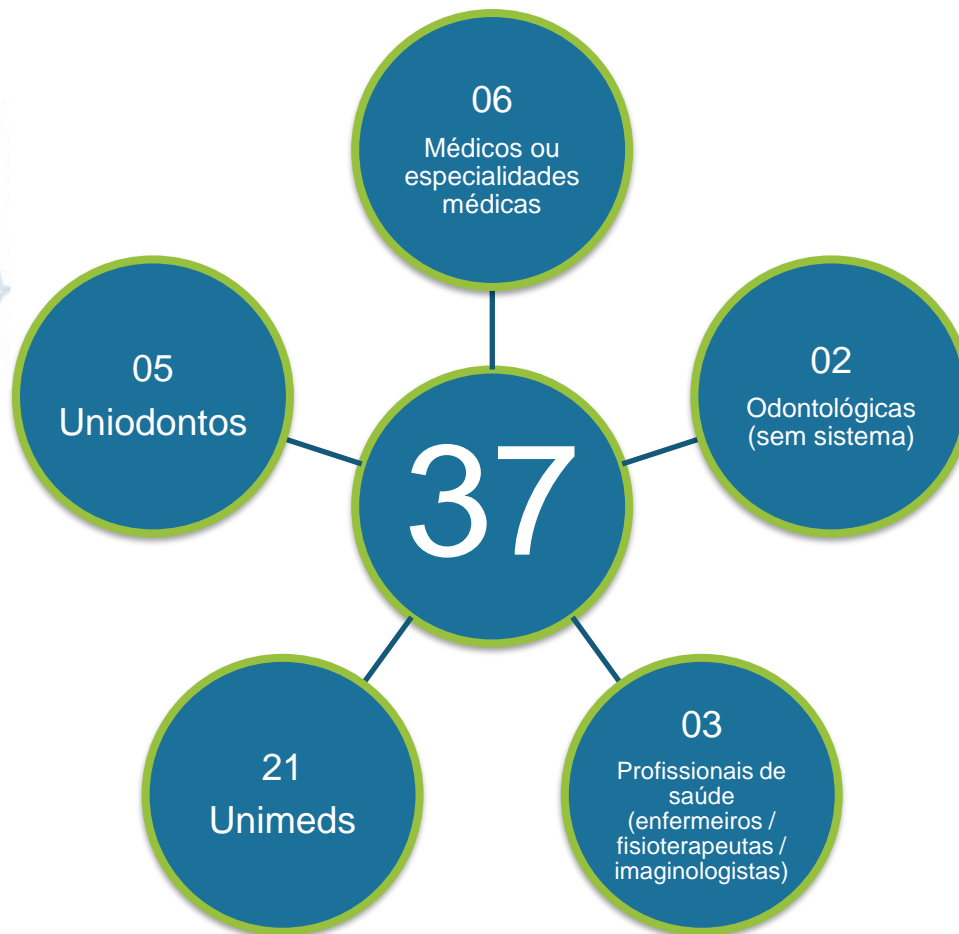 06
Médicos ou
especialidades
médicas
05
Uniodontos
02
Odontológicas
(sem sistema)
37
21
Unimeds
03
Profissionais de
saúde
(enfermeiros /
fisioterapeutas /
imaginologistas)